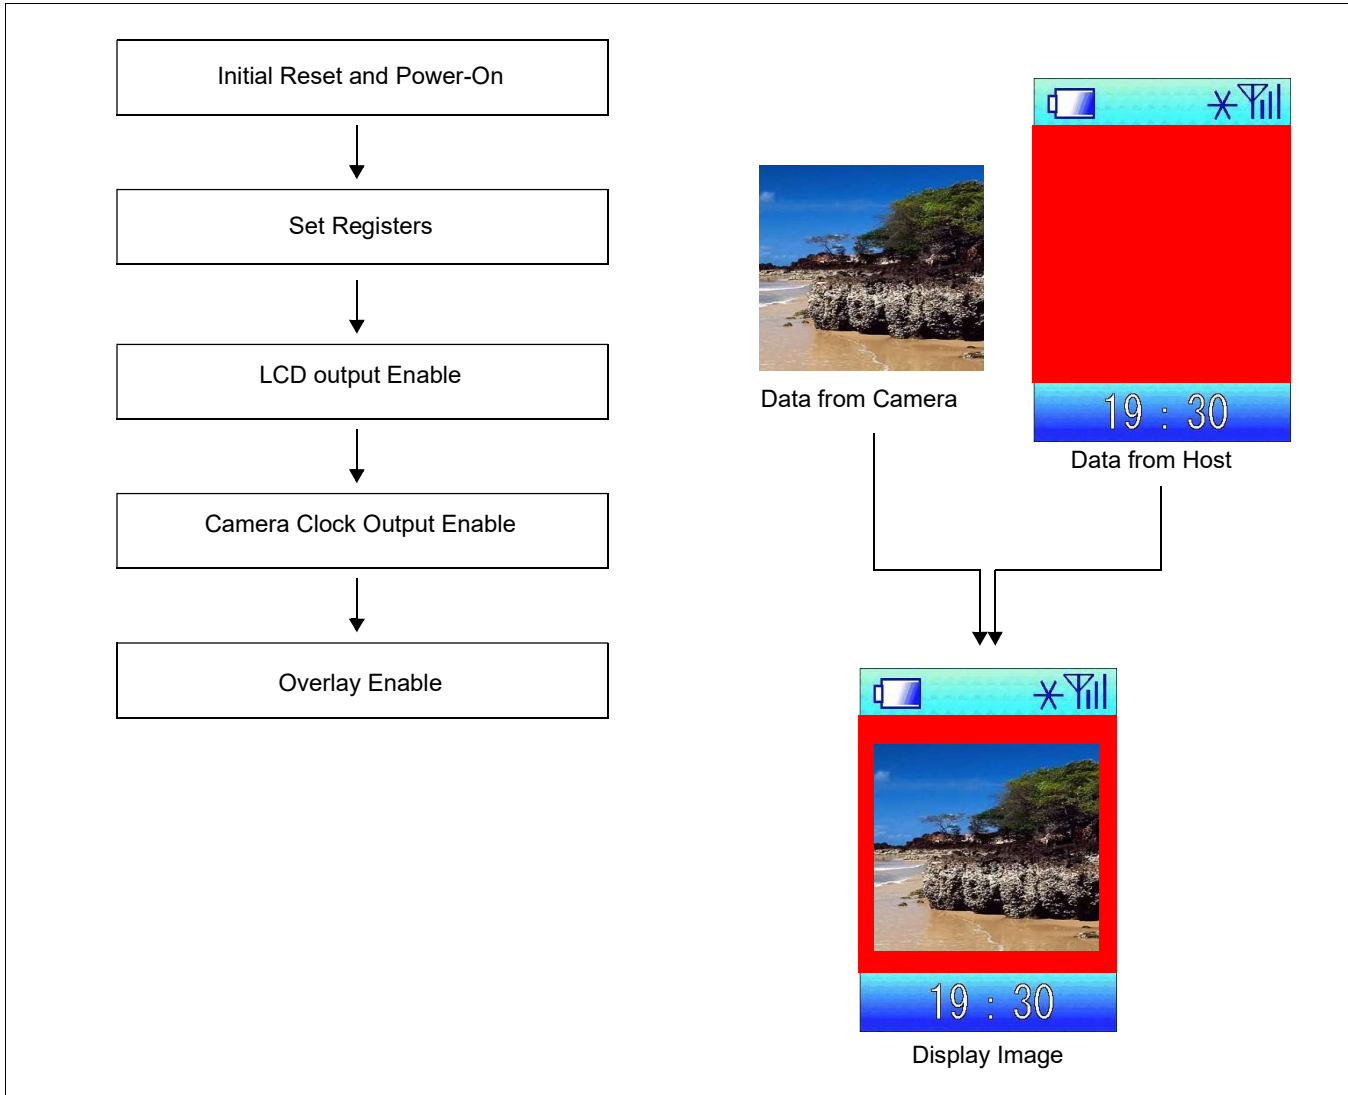 Initial Reset and Power-On
Set Registers
LCD output Enable
Camera Clock Output Enable
Overlay Enable
Data from Camera
19 : 30
Data from Host
19 : 30
Display Image